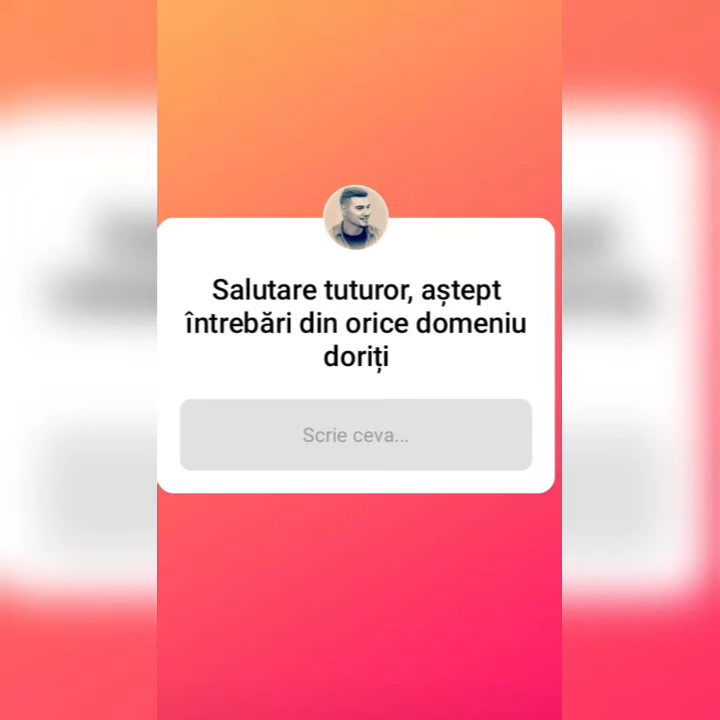 Salutare tuturor, aștept
întrebări din orice domeniu
doriți
Scrie ceva...